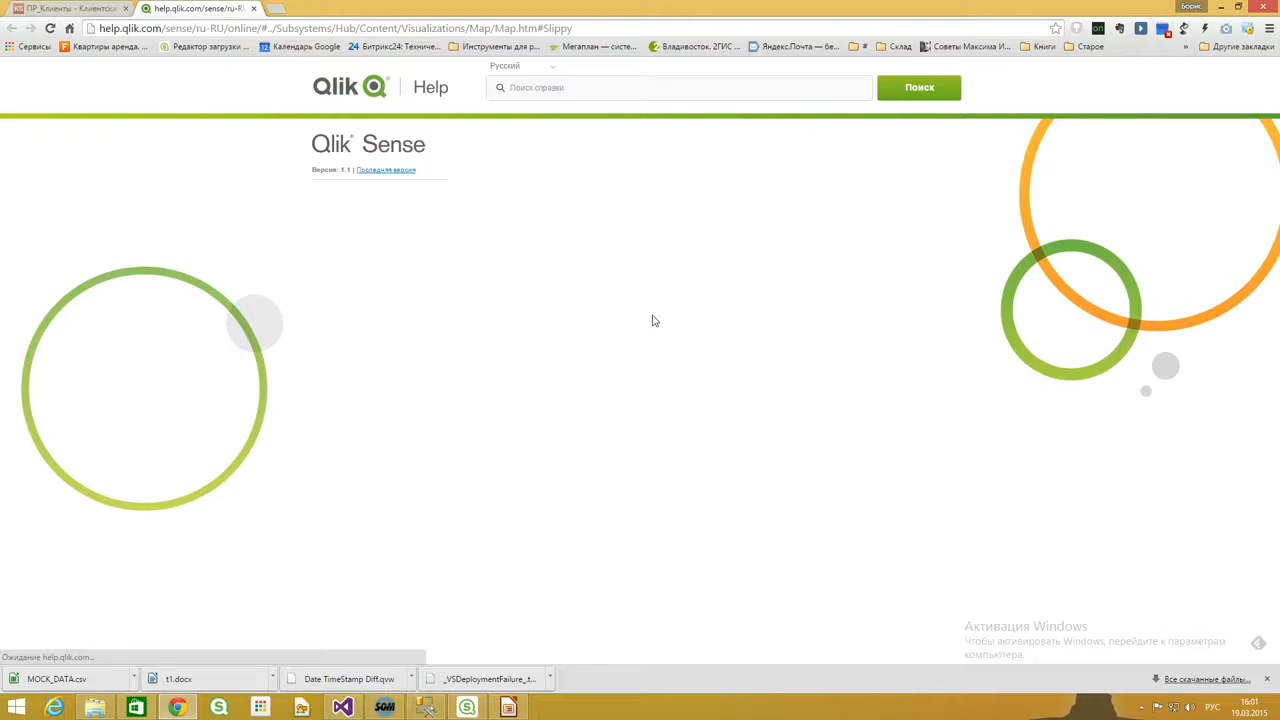 ПР_Клиенты - Клиентска
help.qlik.com/sense/ru-RU
Борис
help.qlik.com/sense/ru-RU/online/#../Subsystems/Hub/Content/Visualizations/Map/Map.htm#Slippy
Сервисы Квартиры аренда. ... Редактор загрузки ... Календарь Google Битрикс24: Техниче... Инструменты для р... Мегаплан — систе... Владивосток. 2ГИС ... Яндекс.Почта — бе... # Склад Советы Максима И... Книги Старое » Другие закладки
Русский
Qlik Help
Поиск справки
Поиск
Qlik Sense
Версия: 1.1 | Последняя версия
Активация Windows
Чтобы активировать Windows, перейдите к параметрам
компьютера.
Ожидание help.qlik.com...
MOCK_DATA.csv t1.docx Date TimeStamp Diff.qvw _VSDeploymentFailure_.t... Все скачанные файлы...
РУС
16:01
19.03.2015